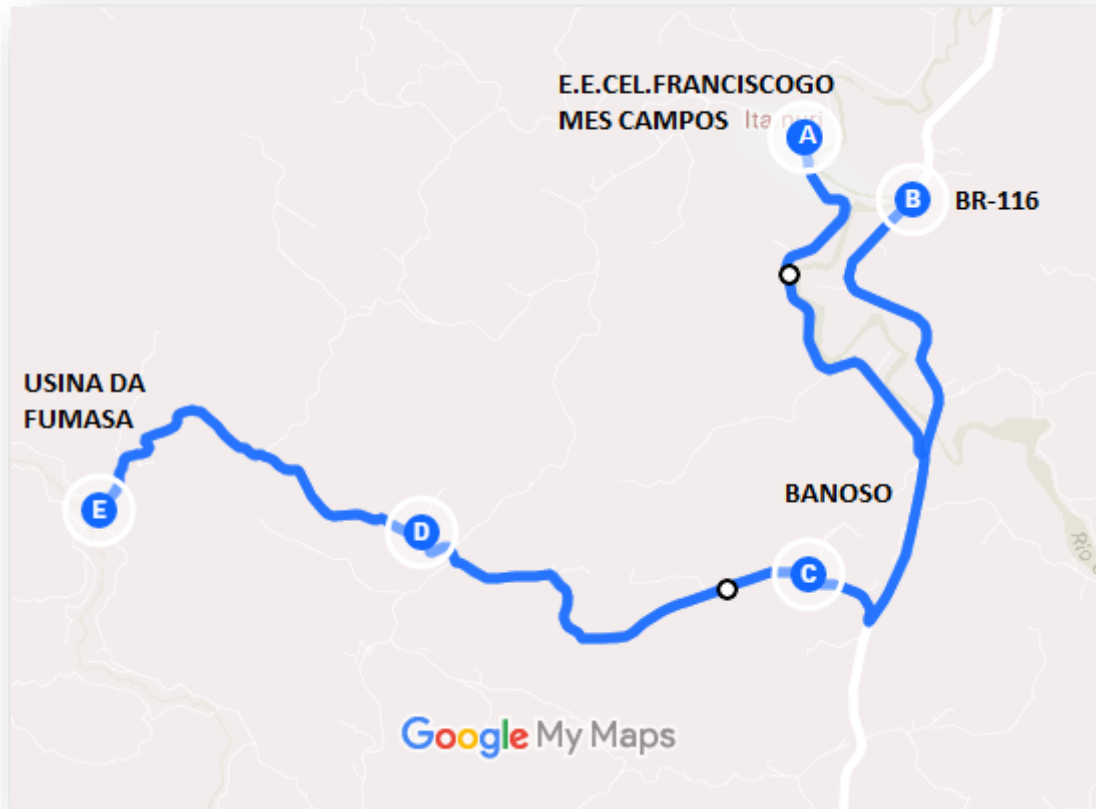 E.E.CEL.FRANCISCOGO
MES CAMPOS
A
B
BR-116
USINA DA
FUMASA
BANOSO
E
D
C
Google My Maps